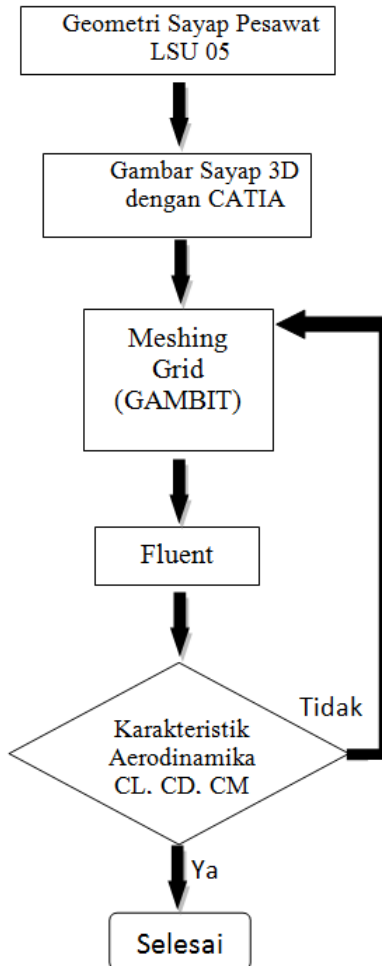 Geometri Sayap Pesawat
LSU 05
Gambar Sayap 3D
dengan CATIA
Meshing
Grid
(GAMBIT)
Fluent
Tidak
Karakteristik
Aerodinamika
CL. CD. CM
Ya
Selesai